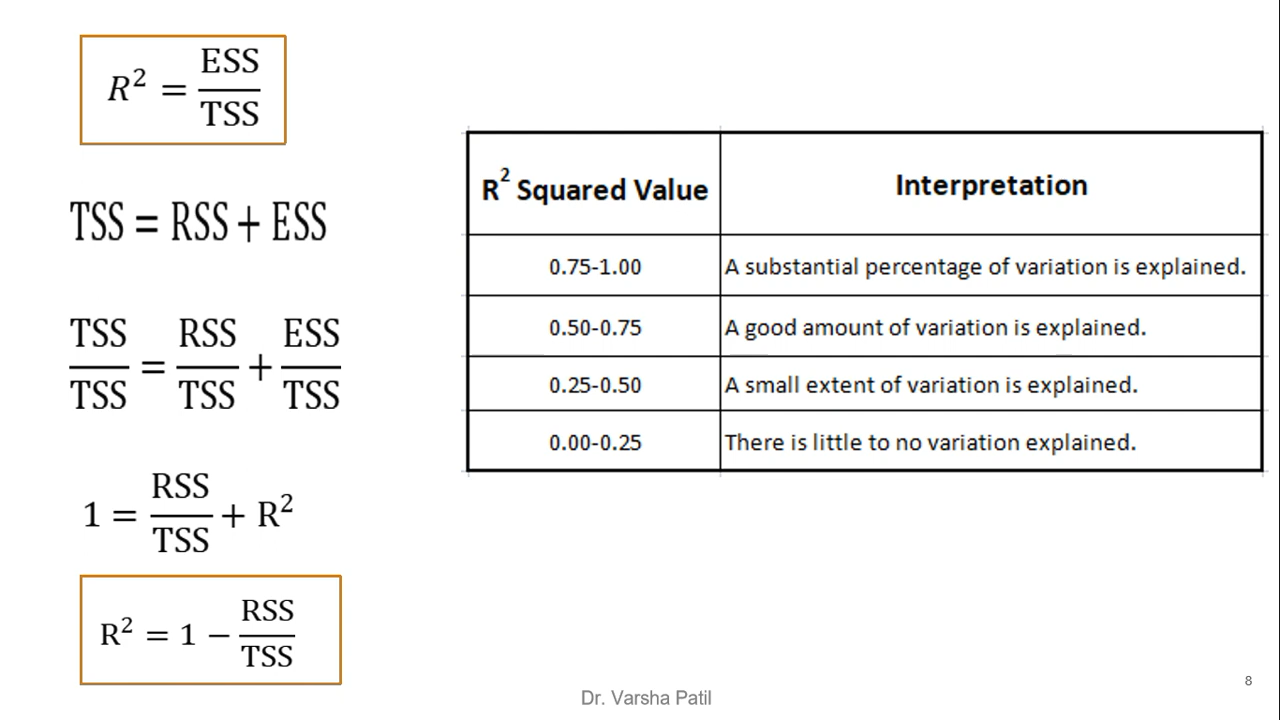 R² = ESS/TSS
TSS = RSS + ESS
TSS/TSS = RSS/TSS + ESS/TSS
1 = RSS/TSS + R²
R² = 1 − RSS/TSS
R² Squared Value Interpretation
0.75-1.00 A substantial percentage of variation is explained.
0.50-0.75 A good amount of variation is explained.
0.25-0.50 A small extent of variation is explained.
0.00-0.25 There is little to no variation explained.
Dr. Varsha Patil
8